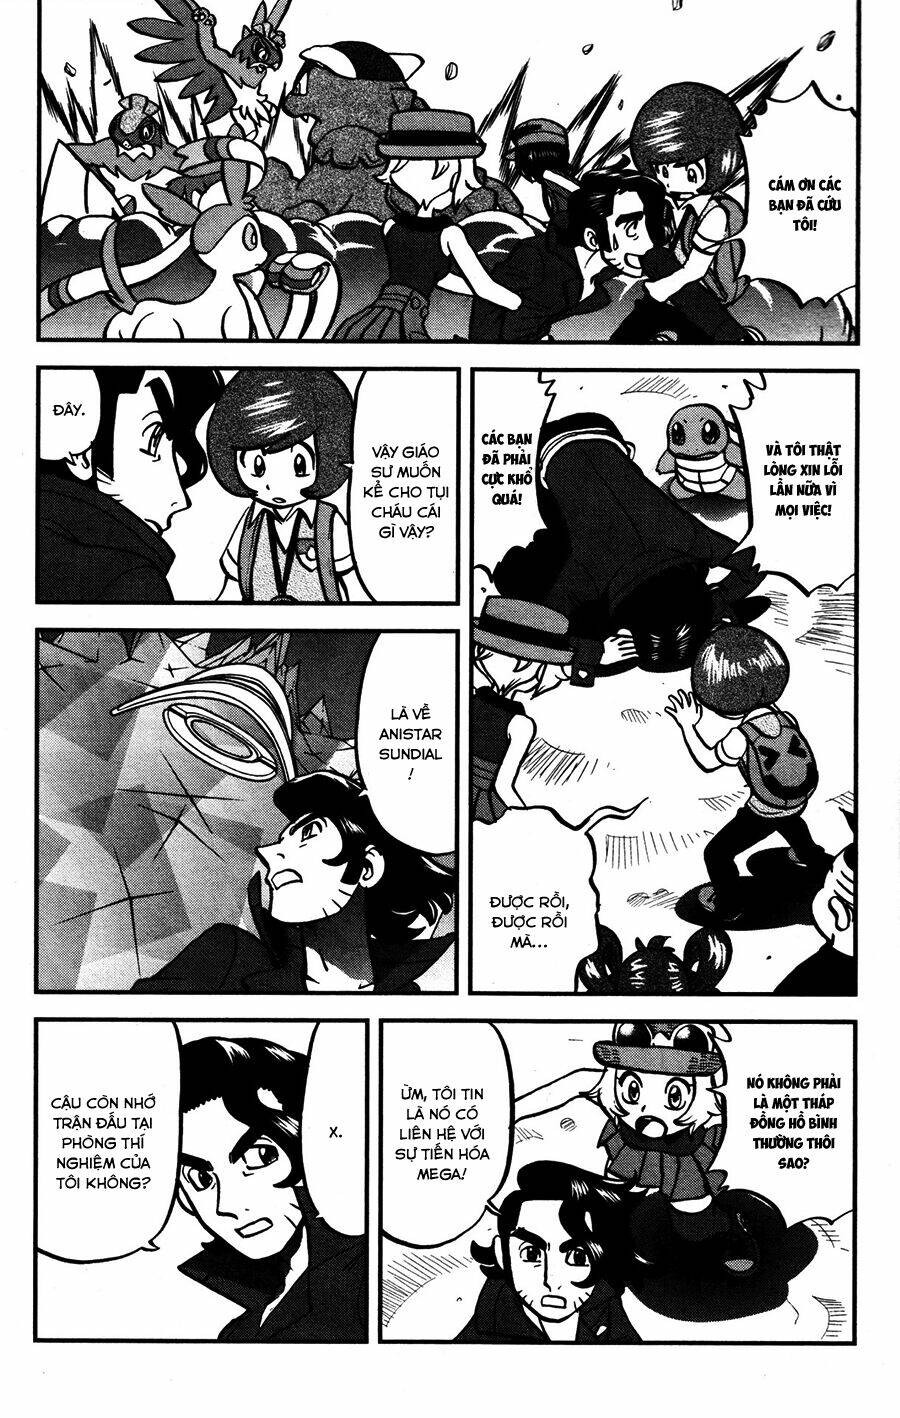 CÁM ƠN CÁC
BẠN ĐÃ CỨU
TÔI!
VÀ TÔI THẬT
LÒNG XIN LỖI
LẦN NỮA VÌ
MỌI VIỆC!
CÁC BẠN
ĐÃ PHẢI
CỰC KHỔ
QUÁ!
ĐƯỢC RỒI,
ĐƯỢC RỒI
MÀ...
VẬY GIÁO
SƯ MUỐN
KỂ CHO TỤI
CHÁU CÁI
GÌ VẬY?
ĐÂY.
LÀ VỀ
ANISTAR
SUNDIAL
!
NÓ KHÔNG PHẢI
LÀ MỘT THÁP
ĐỒNG HỒ BÌNH
THƯỜNG THÔI
SAO?
ỪM, TÔI TIN
LÀ NÓ CÓ
LIÊN HỆ VỚI
SỰ TIẾN HÓA
MEGA!
X.
CẬU CÒN NHỚ
TRẬN ĐẤU TẠI
PHÒNG THÍ
NGHIỆM CỦA
TÔI KHÔNG?